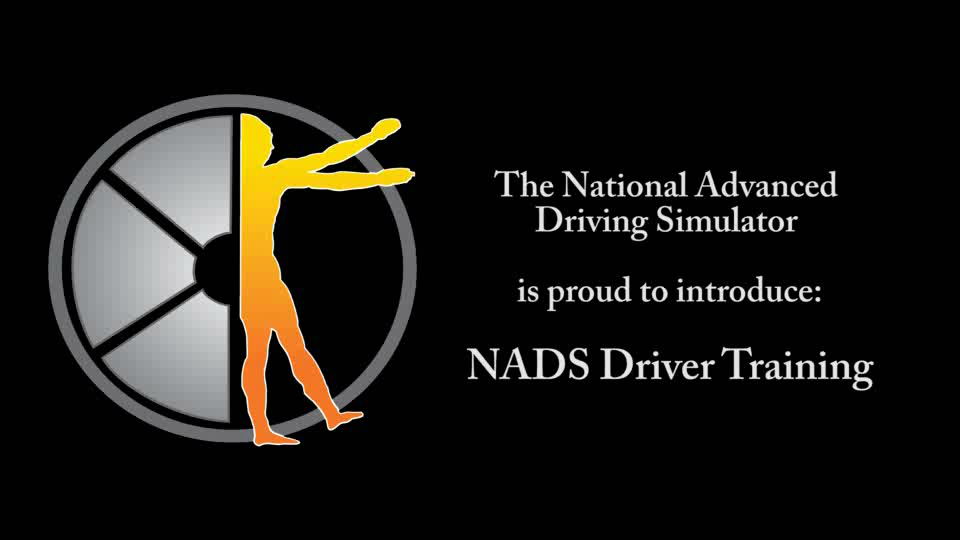 The National Advanced
Driving Simulator
is proud to introduce:
NADS Driver Training